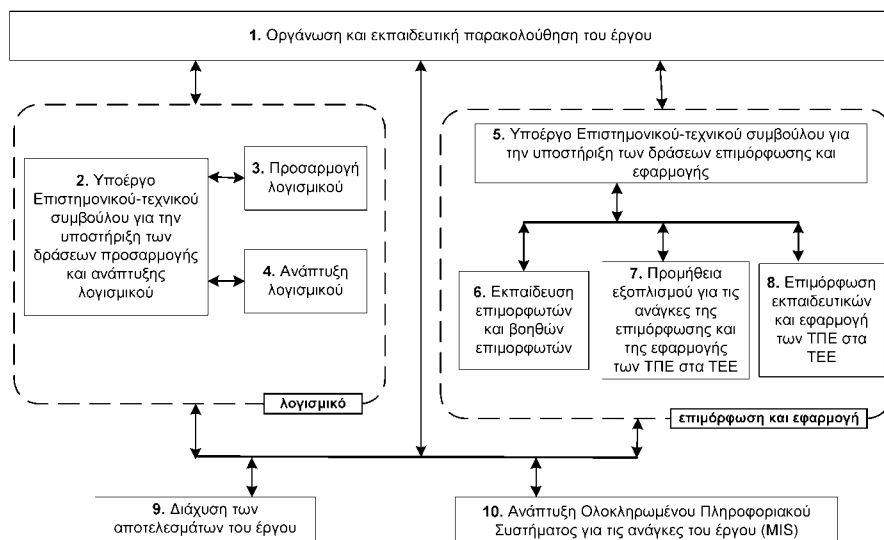 1. Οργάνωση και εκπαιδευτική παρακολούθηση του έργου
2. Υποέργο
Επιστημονικού-τεχνικού
συμβούλου για την
υποστήριξη των
δράσεων προσαρμογής
και ανάπτυξης
λογισμικού
3. Προσαρμογή
λογισμικού
4. Ανάπτυξη
λογισμικού
λογισμικό
5. Υποέργο Επιστημονικού-τεχνικού συμβούλου για
την υποστήριξη των δράσεων επιμόρφωσης και
εφαρμογής
6. Εκπαίδευση
επιμορφωτών
και βοηθών
επιμορφωτών
7. Προμήθεια
εξοπλισμού για τις
ανάγκες της
επιμόρφωσης και
της εφαρμογής
των ΤΠΕ στα ΤΕΕ
8. Επιμόρφωση
εκπαιδευτικών
και εφαρμογή
των ΤΠΕ στα
ΤΕΕ
επιμόρφωση και εφαρμογή
9. Διάχυση των
αποτελεσμάτων του έργου
10. Ανάπτυξη Ολοκληρωμένου Πληροφοριακού
Συστήματος για τις ανάγκες του έργου (MIS)